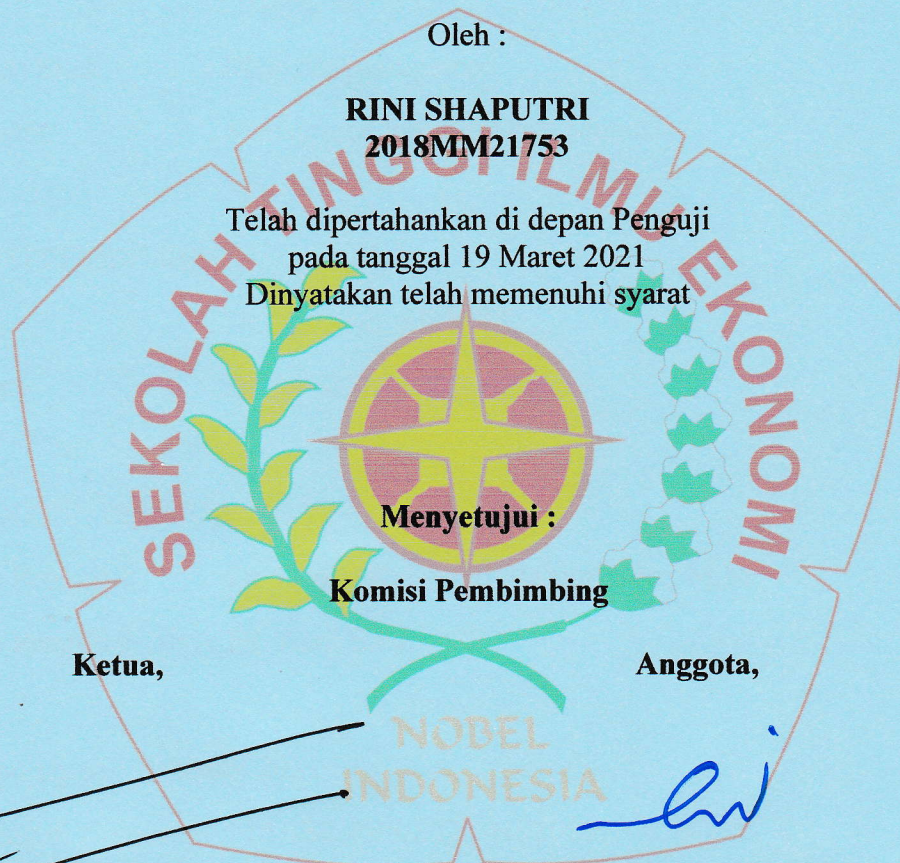 Oleh :
RINI SHAPUTRI
2018MM21753
Telah dipertahankan di depan Penguji
pada tanggal 19 Maret 2021
Dinyatakan telah memenuhi syarat
SEKOLAH TINGGI ILMU EKONOMI
Menyetujui :
Komisi Pembimbing
Ketua,
Anggota,
NOBEL
INDONESIA